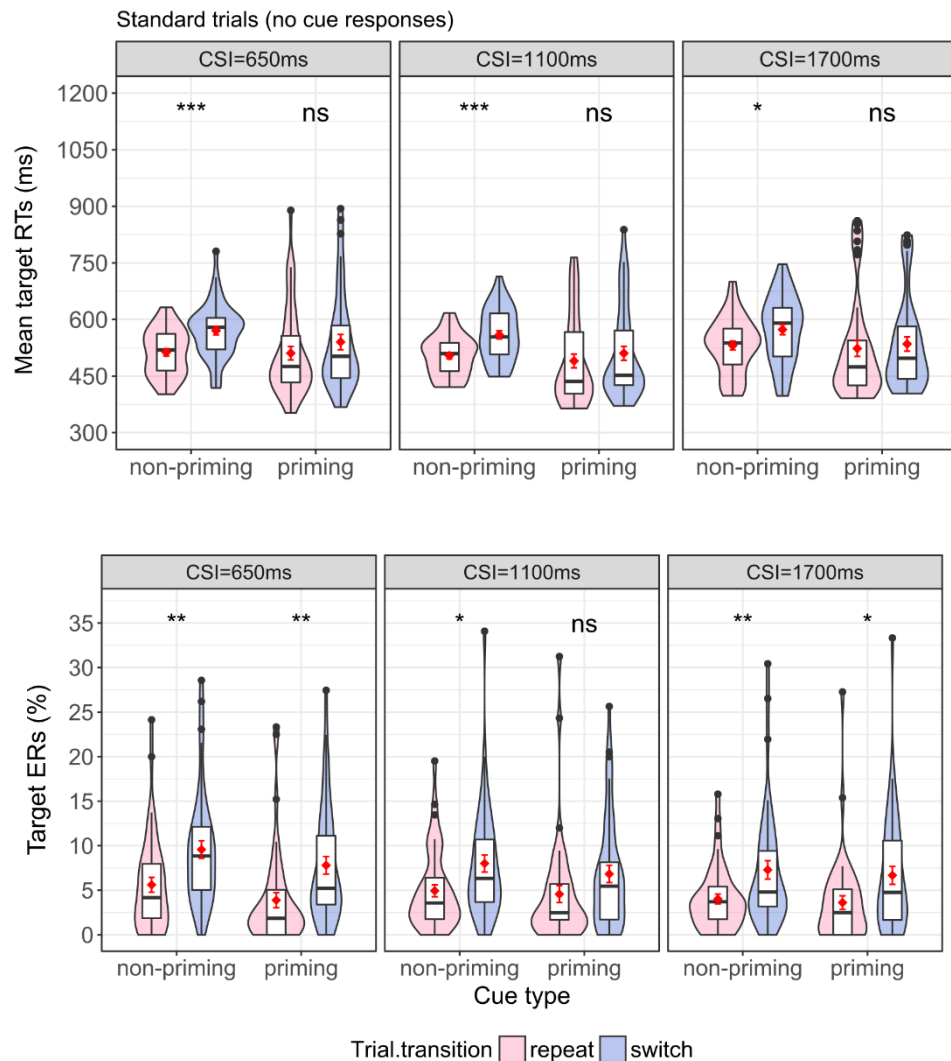 Standard trials (no cue responses)
CSI=650ms CSI=1100ms CSI=1700ms
Mean target RTs (ms)
1200
1050
900
750
600
450
300
*** ns *** ns * ns
non-priming priming non-priming priming non-priming priming
CSI=650ms CSI=1100ms CSI=1700ms
Target ERs (%)
35
30
25
20
15
10
5
0
** ** * ns ** *
non-priming priming non-priming priming non-priming priming
Cue type
Trial.transition repeat switch